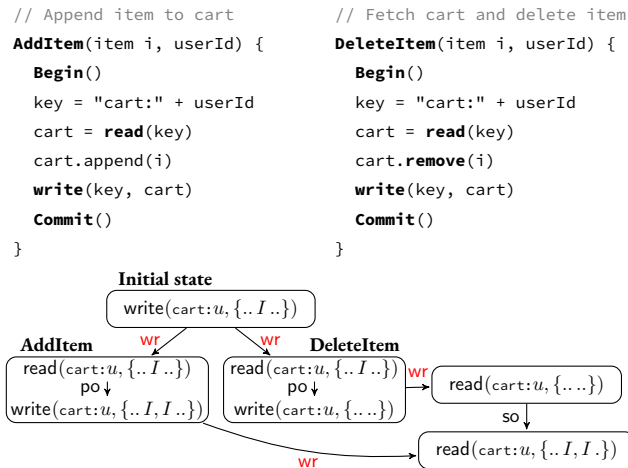 // Append item to cart
AddItem(item i, userId) {
Begin()
key = "cart:" + userId
cart = read(key)
cart.append(i)
write(key, cart)
Commit()
}
// Fetch cart and delete item
DeleteItem(item i, userId) {
Begin()
key = "cart:" + userId
cart = read(key)
cart.remove(i)
write(key, cart)
Commit()
}
Initial state
write(cart:u, {.. I ..})
wr
wr
AddItem
read(cart:u, {.. I ..})
po
write(cart:u, {.. I, I ..})
DeleteItem
read(cart:u, {.. I ..})
po
write(cart:u, {.. ..})
wr
read(cart:u, {.. ..})
so
read(cart:u, {.. I, I .})
wr